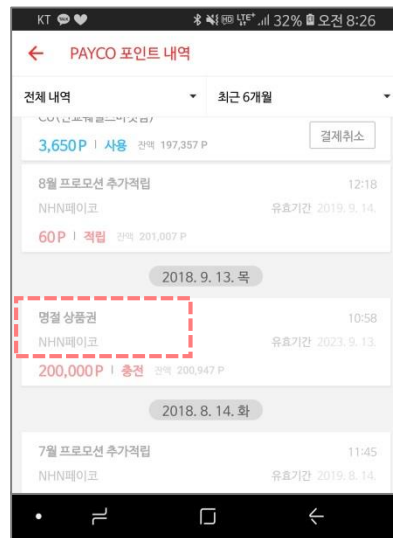 KT 32% 오전 8:26
PAYCO 포인트 내역
전체 내역 최근 6개월
3,650 P | 사용 잔액 197,357 P 결제취소
8월 프로모션 추가적립 12:18
NHN페이코 유효기간 2019. 9. 14.
60 P | 적립 잔액 201,007 P
2018. 9. 13. 목
명절 상품권 10:58
NHN페이코 유효기간 2023. 9. 13.
200,000 P | 충전 잔액 200,947 P
2018. 8. 14. 화
7월 프로모션 추가적립 11:45
NHN페이코 유효기간 2019. 8. 14.